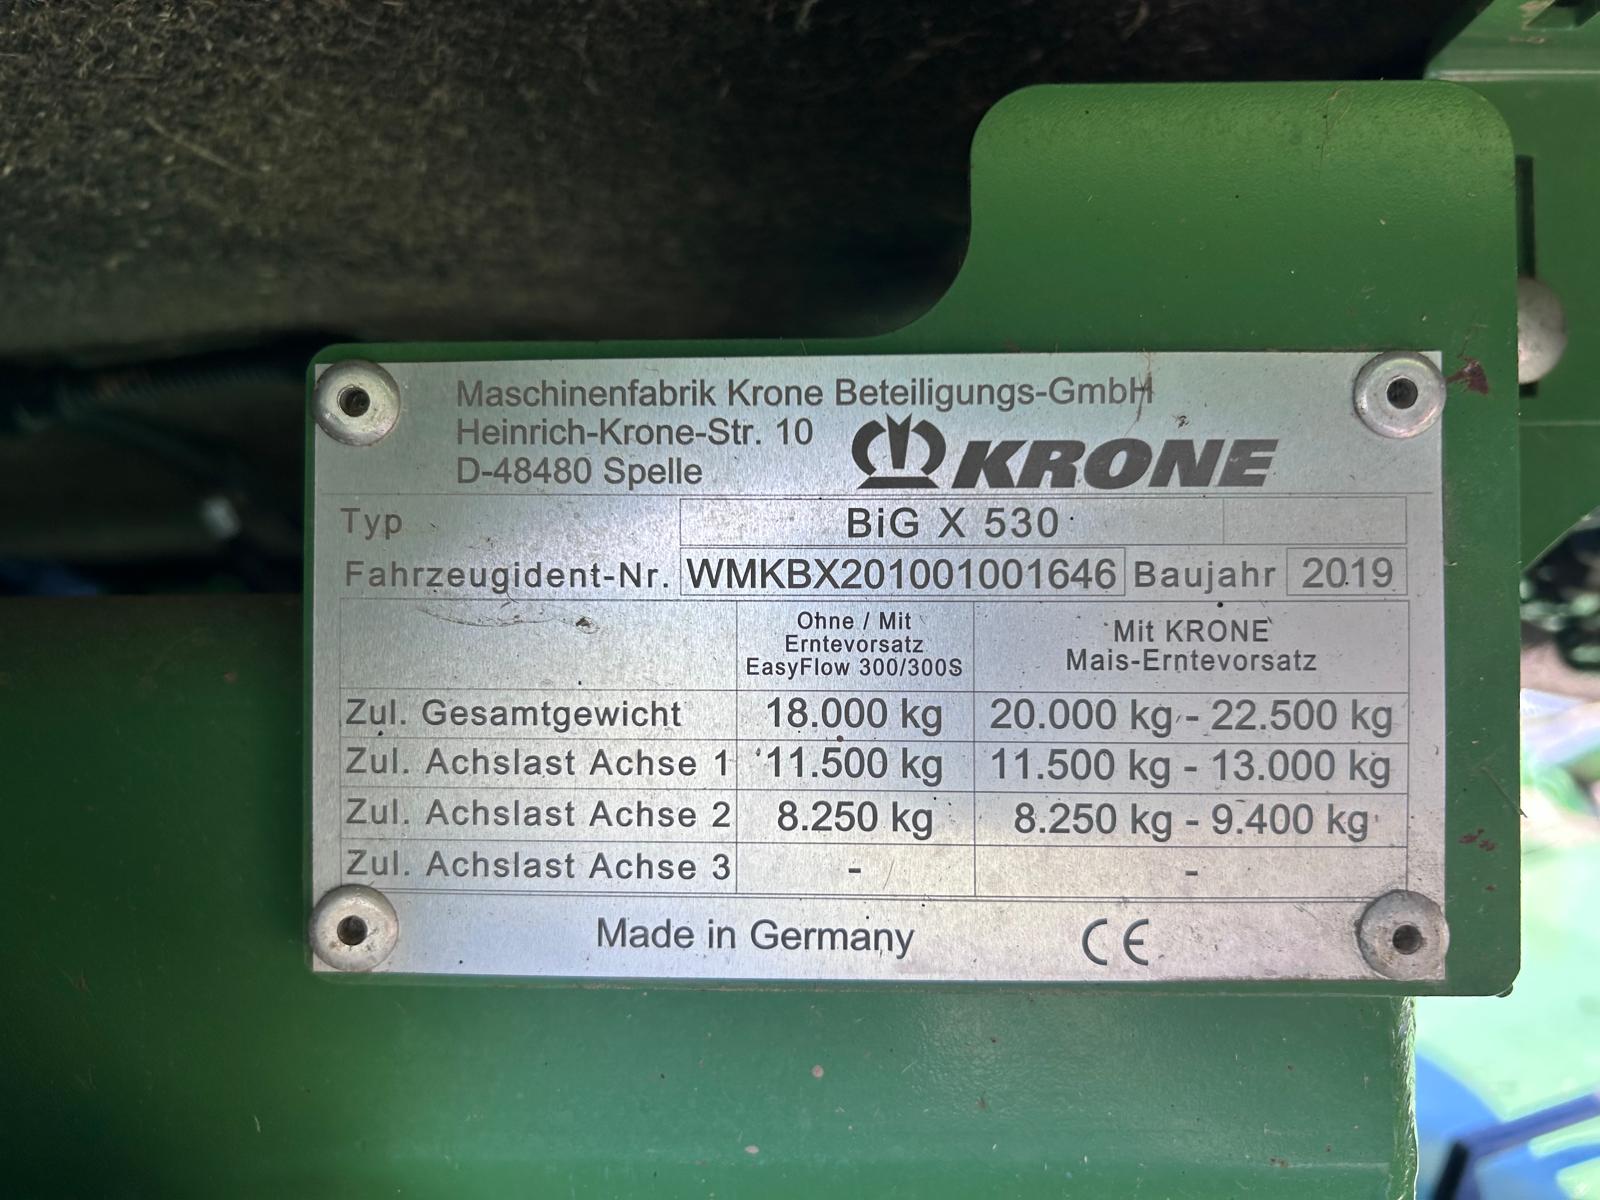 Maschinenfabrik Krone Beteiligungs-GmbH
Heinrich-Krone-Str. 10
D-48480 Spelle
KRONE
Typ BiG X 530
Fahrzeugident-Nr. WMKBX201001001646 Baujahr 2019
Ohne / Mit
Erntevorsatz
EasyFlow 300/300S
Mit KRONE
Mais-Erntevorsatz
Zul. Gesamtgewicht 18.000 kg 20.000 kg - 22.500 kg
Zul. Achslast Achse 1 11.500 kg 11.500 kg - 13.000 kg
Zul. Achslast Achse 2 8.250 kg 8.250 kg - 9.400 kg
Zul. Achslast Achse 3 - -
Made in Germany CE